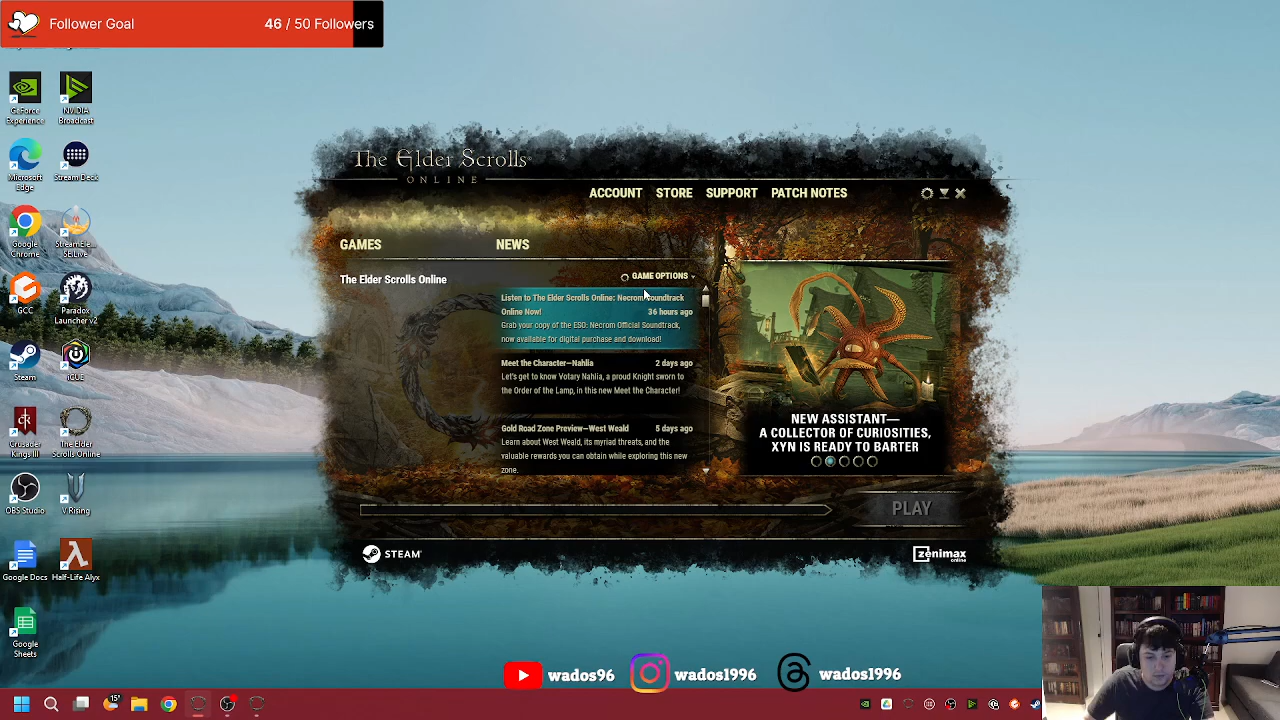 Follower Goal 46 / 50 Followers
GeForce Experience
NVIDIA Broadcast
Microsoft Edge
Stream Deck
Google Chrome
StreamEle... SE.Live
GCC
Paradox Launcher v2
Steam
iCUE
Crusader Kings III
The Elder Scrolls Online
OBS Studio
V Rising
Google Docs
Half-Life Alyx
Google Sheets
The Elder Scrolls
ONLINE
ACCOUNT STORE SUPPORT PATCH NOTES
GAMES NEWS
The Elder Scrolls Online
GAME OPTIONS
Listen to The Elder Scrolls Online: Necrom Soundtrack
Online Now! 36 hours ago
Grab your copy of the ESO: Necrom Official Soundtrack,
now available for digital purchase and download!
Meet the Character—Nahlia 2 days ago
Let's get to know Votary Nahlia, a proud Knight sworn to
the Order of the Lamp, in this new Meet the Character!
Gold Road Zone Preview—West Weald 5 days ago
Learn about West Weald, its myriad threats, and the
valuable rewards you can obtain while exploring this new
zone.
NEW ASSISTANT—
A COLLECTOR OF CURIOSITIES,
XYN IS READY TO BARTER
PLAY
STEAM
zenimax
online
wados96 wados1996 wados1996
15°